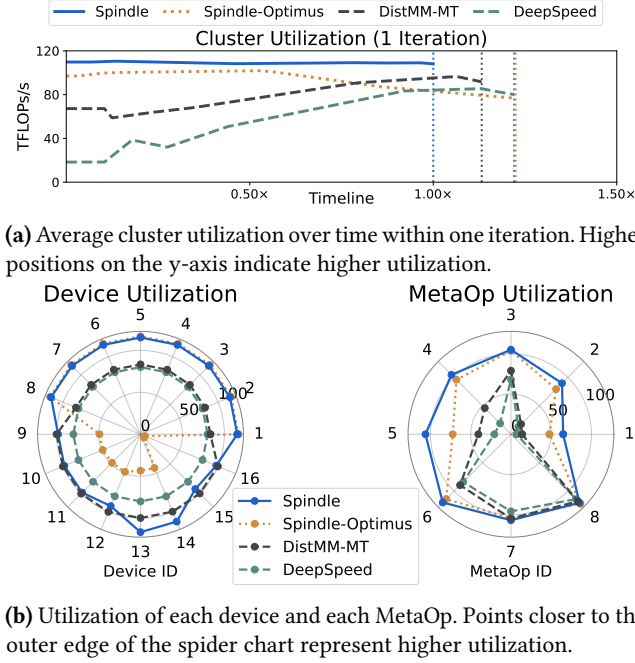 Spindle Spindle-Optimus DistMM-MT DeepSpeed
Cluster Utilization (1 Iteration)
TFLOPs/s
120
80
40
0
0.50× 1.00× 1.50×
Timeline
(a) Average cluster utilization over time within one iteration. Highe
positions on the y-axis indicate higher utilization.
Device Utilization
1
2
3
4
5
6
7
8
9
10
11
12
13
14
15
16
0
50
100
Device ID
MetaOp Utilization
1
2
3
4
5
6
7
8
0
50
100
MetaOp ID
Spindle
Spindle-Optimus
DistMM-MT
DeepSpeed
(b) Utilization of each device and each MetaOp. Points closer to th
outer edge of the spider chart represent higher utilization.